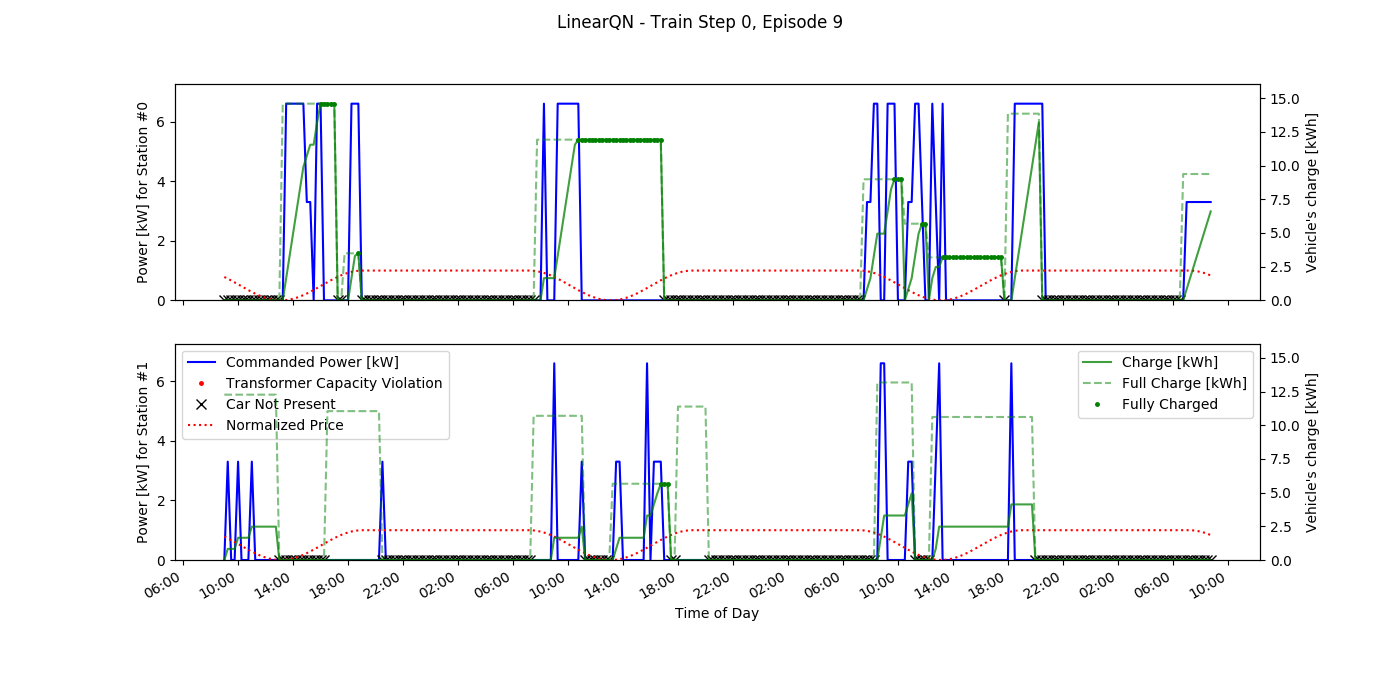 LinearQN - Train Step 0, Episode 9
Power [kW] for Station #0
0
2
4
6
0.0
2.5
5.0
7.5
10.0
12.5
15.0
Vehicle's charge [kWh]
Power [kW] for Station #1
0
2
4
6
Commanded Power [kW]
Transformer Capacity Violation
Car Not Present
Normalized Price
Charge [kWh]
Full Charge [kWh]
Fully Charged
0.0
2.5
5.0
7.5
10.0
12.5
15.0
Vehicle's charge [kWh]
06:00 10:00 14:00 18:00 22:00 02:00 06:00 10:00 14:00 18:00 22:00 02:00 06:00 10:00 14:00 18:00 22:00 02:00 06:00 10:00
Time of Day